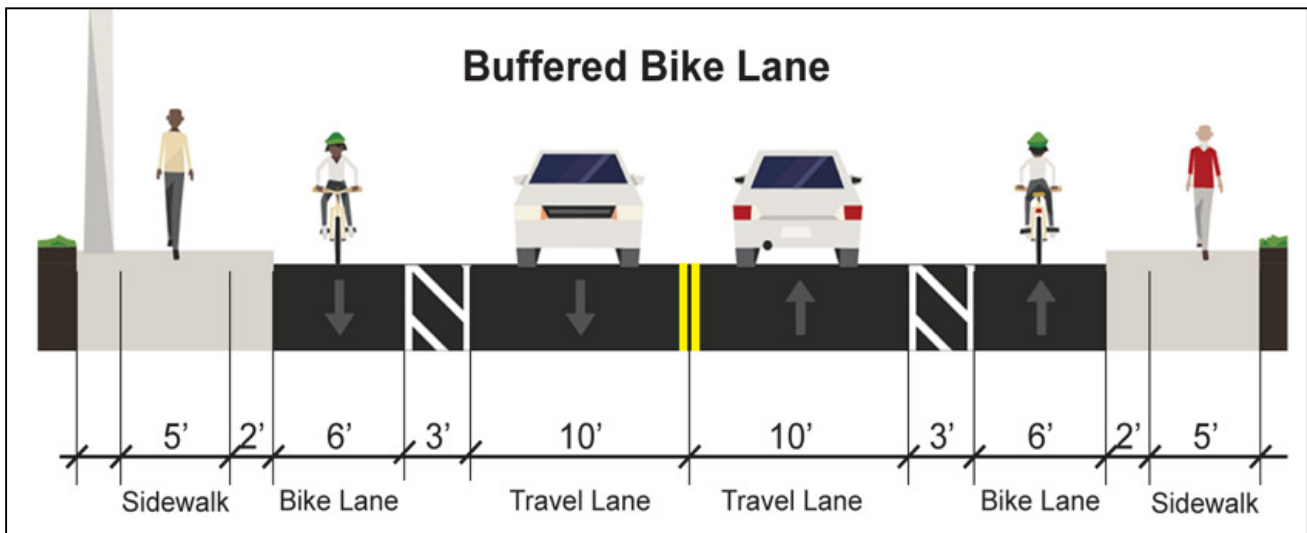 Buffered Bike Lane
5’ 2’ 6’ 3’ 10’ 10’ 3’ 6’ 2’ 5’
Sidewalk Bike Lane Travel Lane Travel Lane Bike Lane Sidewalk